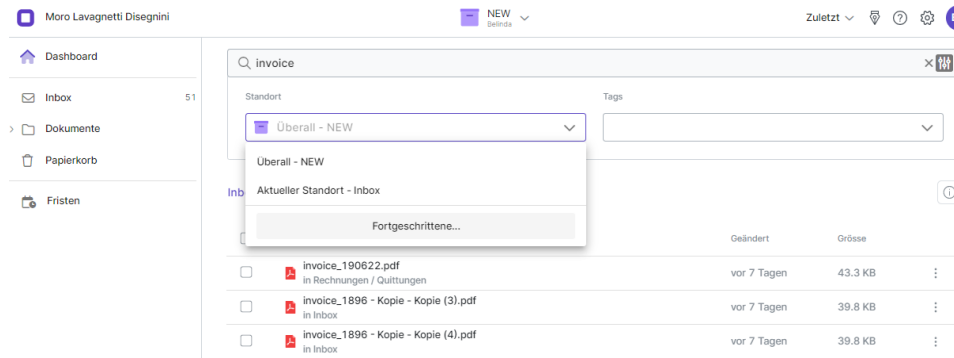 Moro Lavagnetti Disegnini
NEW
Belinda
Zuletzt
Dashboard
Inbox 51
Dokumente
Papierkorb
Fristen
invoice
Standort Tags
Überall - NEW
Überall - NEW
Aktueller Standort - Inbox
Fortgeschrittene...
Geändert Grösse
invoice_190622.pdf vor 7 Tagen 43.3 KB
in Rechnungen / Quittungen
invoice_1896 - Kopie - Kopie (3).pdf vor 7 Tagen 39.8 KB
in Inbox
invoice_1896 - Kopie - Kopie (4).pdf vor 7 Tagen 39.8 KB
in Inbox